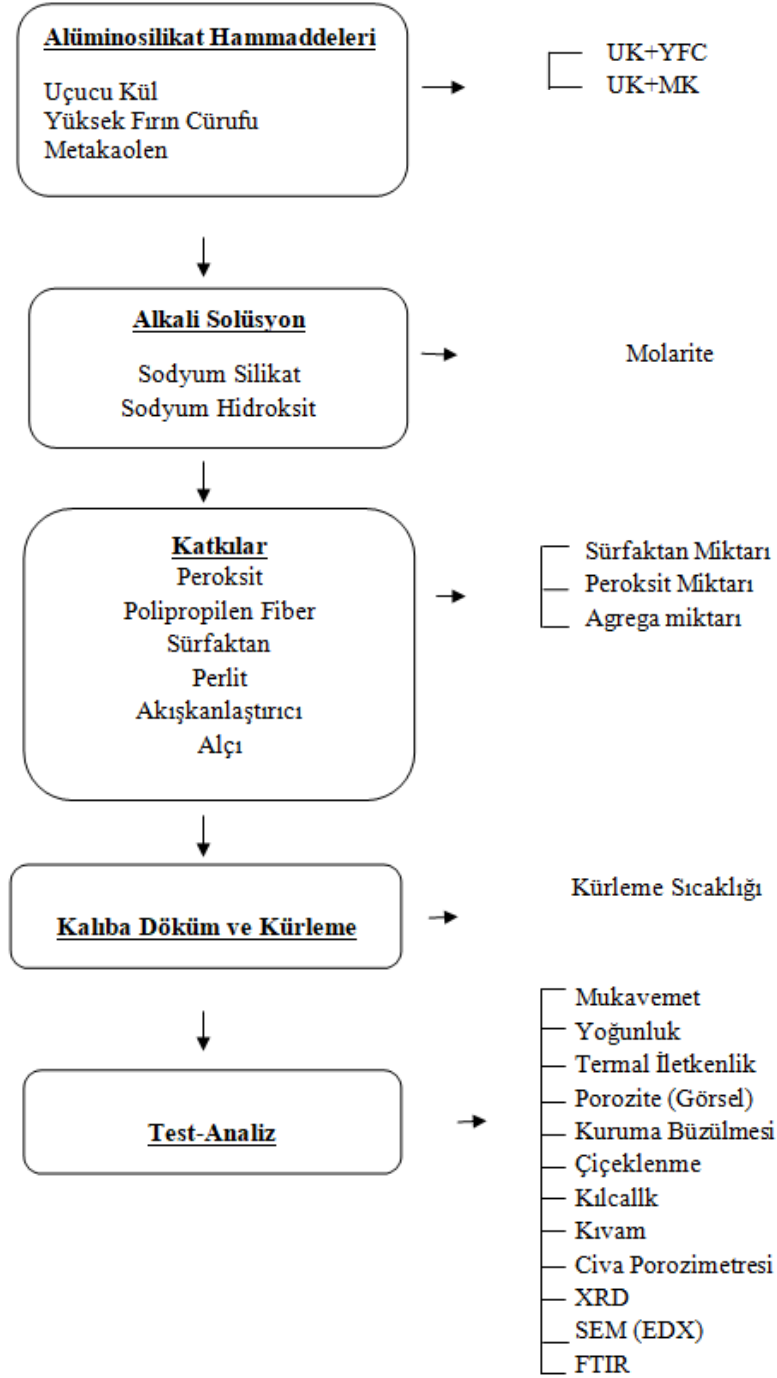 Alüminosilikat Hammaddeleri
Uçucu Kül
Yüksek Fırın Cürufu
Metakaolen
UK+YFC
UK+MK
Alkali Solüsyon
Sodyum Silikat
Sodyum Hidroksit
Molarite
Katkılar
Peroksit
Polipropilen Fiber
Sürfaktan
Perlit
Akışkanlaştırıcı
Alçı
Sürfaktan Miktarı
Peroksit Miktarı
Agrega miktarı
Kalıba Döküm ve Kürleme
Kürleme Sıcaklığı
Test-Analiz
Mukavemet
Yoğunluk
Termal İletkenlik
Porozite (Görsel)
Kuruma Büzülmesi
Çiçeklenme
Kılcallk
Kıvam
Civa Porozimetresi
XRD
SEM (EDX)
FTIR